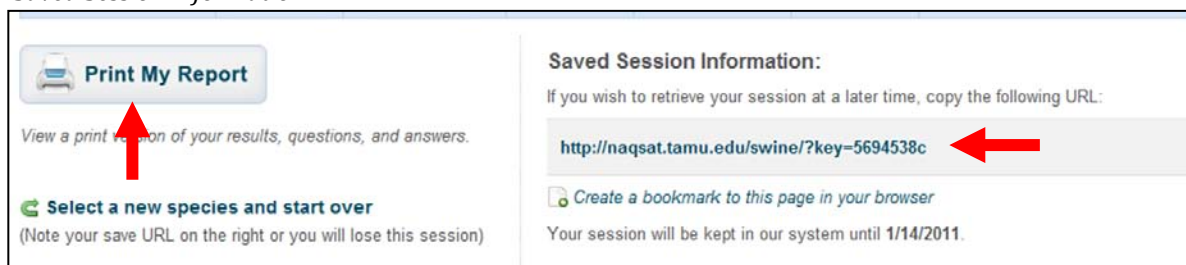 Print My Report
View a print version of your results, questions, and answers.
Select a new species and start over
(Note your save URL on the right or you will lose this session)
Saved Session Information:
If you wish to retrieve your session at a later time, copy the following URL:
http://naqsat.tamu.edu/swine/?key=5694538c
Create a bookmark to this page in your browser
Your session will be kept in our system until 1/14/2011.